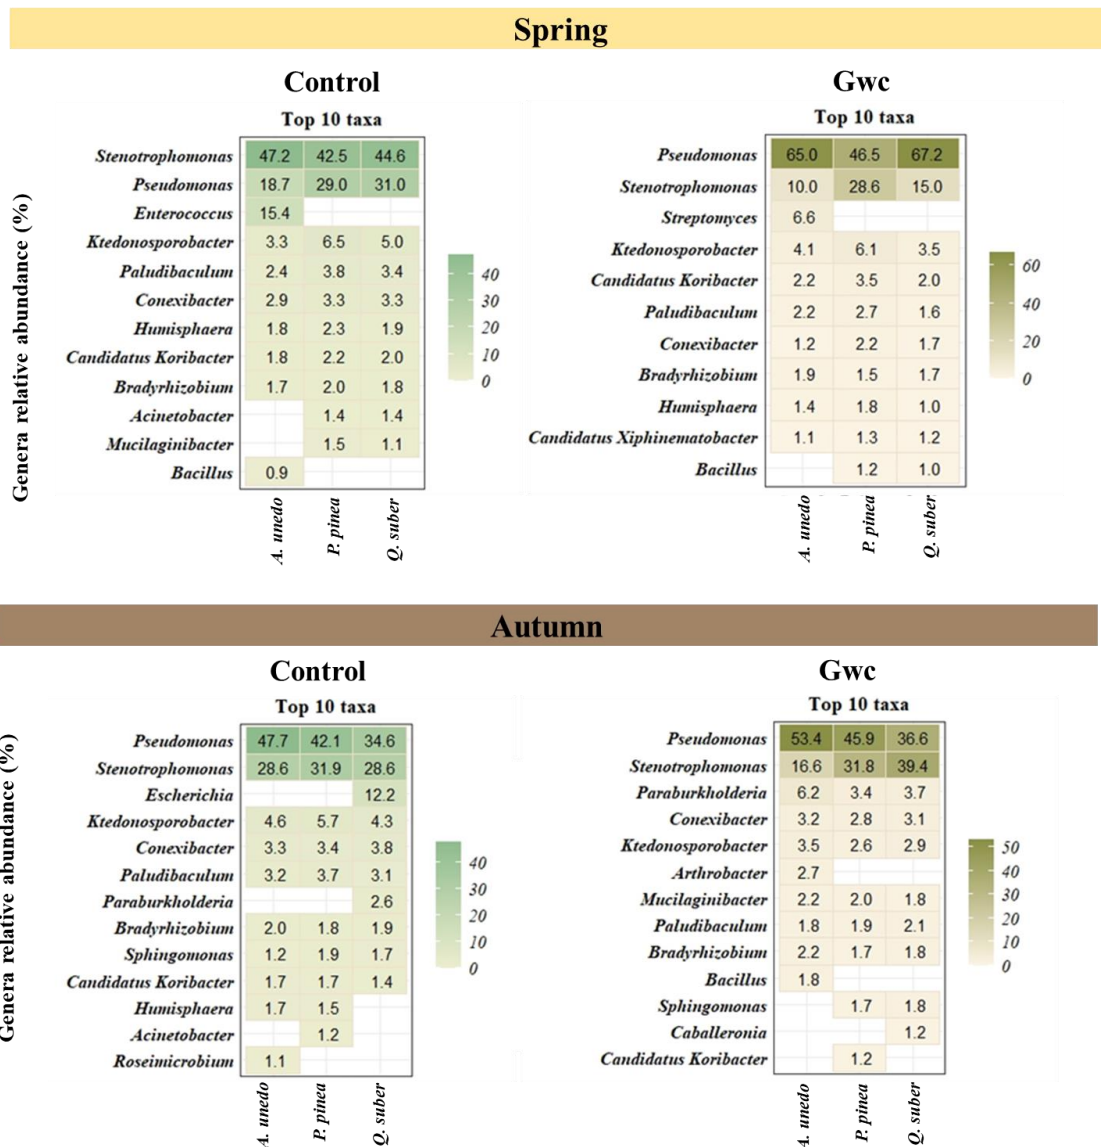 Spring
Control
Top 10 taxa
Genera relative abundance (%)
Stenotrophomonas 47.2 42.5 44.6
Pseudomonas 18.7 29.0 31.0
Enterococcus 15.4
Ktedonosporobacter 3.3 6.5 5.0
Paludibaculum 2.4 3.8 3.4
Conexibacter 2.9 3.3 3.3
Humisphaera 1.8 2.3 1.9
Candidatus Koribacter 1.8 2.2 2.0
Bradyrhizobium 1.7 2.0 1.8
Acinetobacter 1.4 1.4
Mucilaginibacter 1.5 1.1
Bacillus 0.9
A. unedo P. pinea Q. suber
40
30
20
10
0
Gwc
Top 10 taxa
Pseudomonas 65.0 46.5 67.2
Stenotrophomonas 10.0 28.6 15.0
Streptomyces 6.6
Ktedonosporobacter 4.1 6.1 3.5
Candidatus Koribacter 2.2 3.5 2.0
Paludibaculum 2.2 2.7 1.6
Conexibacter 1.2 2.2 1.7
Bradyrhizobium 1.9 1.5 1.7
Humisphaera 1.4 1.8 1.0
Candidatus Xiphinematobacter 1.1 1.3 1.2
Bacillus 1.2 1.0
A. unedo P. pinea Q. suber
60
40
20
0
Autumn
Control
Top 10 taxa
Genera relative abundance (%)
Pseudomonas 47.7 42.1 34.6
Stenotrophomonas 28.6 31.9 28.6
Escherichia 12.2
Ktedonosporobacter 4.6 5.7 4.3
Conexibacter 3.3 3.4 3.8
Paludibaculum 3.2 3.7 3.1
Paraburkholderia 2.6
Bradyrhizobium 2.0 1.8 1.9
Sphingomonas 1.2 1.9 1.7
Candidatus Koribacter 1.7 1.7 1.4
Humisphaera 1.7 1.5
Acinetobacter 1.2
Roseimicrobium 1.1
A. unedo P. pinea Q. suber
40
30
20
10
0
Gwc
Top 10 taxa
Pseudomonas 53.4 45.9 36.6
Stenotrophomonas 16.6 31.8 39.4
Paraburkholderia 6.2 3.4 3.7
Conexibacter 3.2 2.8 3.1
Ktedonosporobacter 3.5 2.6 2.9
Arthrobacter 2.7
Mucilaginibacter 2.2 2.0 1.8
Paludibaculum 1.8 1.9 2.1
Bradyrhizobium 2.2 1.7 1.8
Bacillus 1.8
Sphingomonas 1.7 1.8
Caballeronia 1.2
Candidatus Koribacter 1.2
A. unedo P. pinea Q. suber
50
40
30
20
10
0